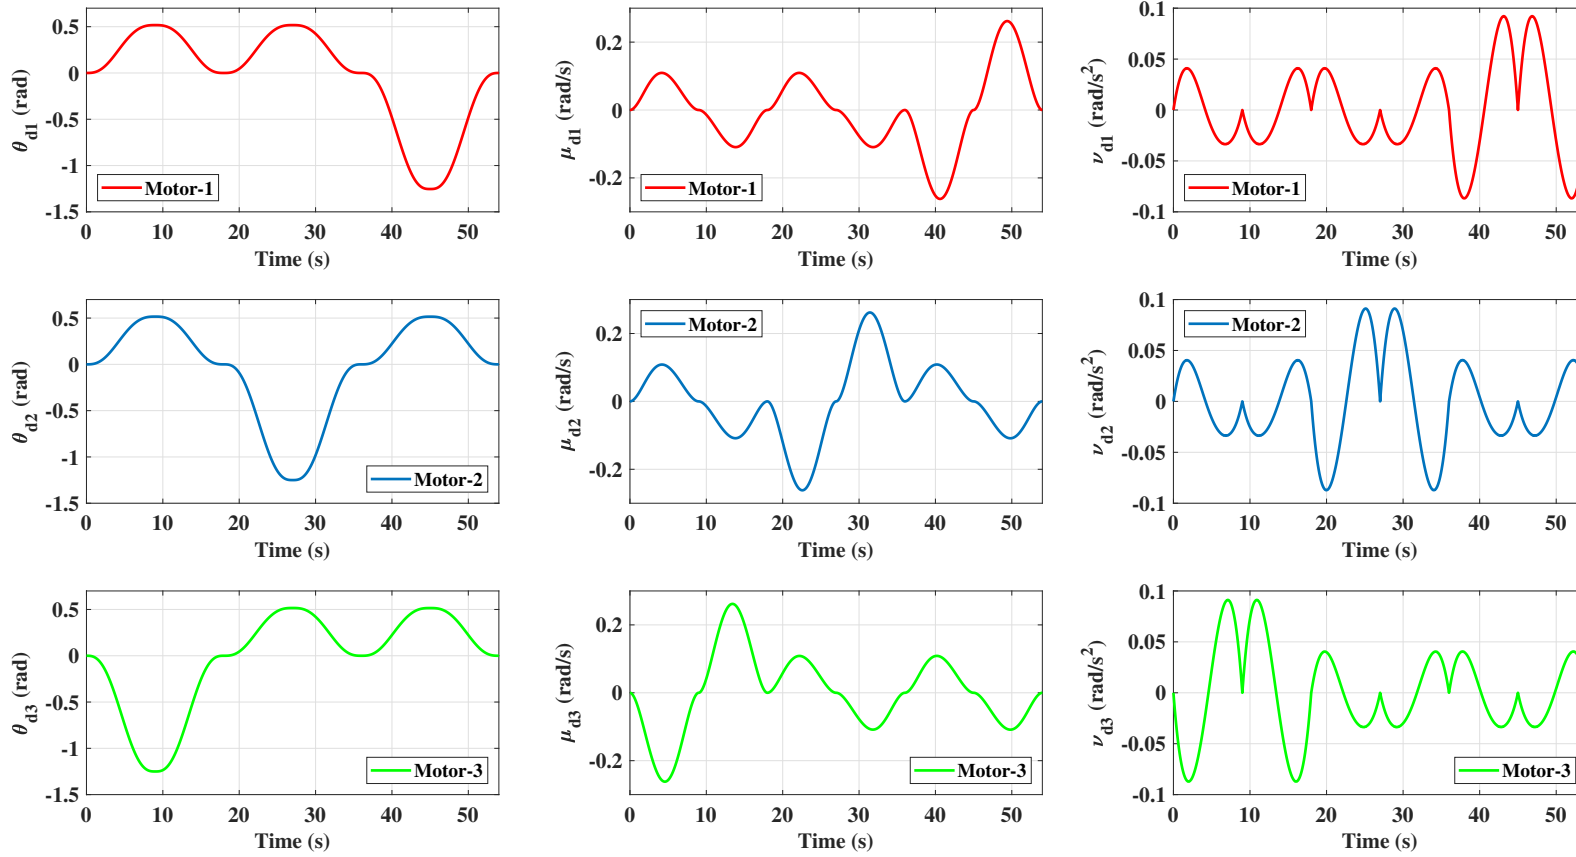 θd1 (rad)
0.5
0
-0.5
-1
-1.5
Motor-1
0 10 20 30 40 50
Time (s)
μd1 (rad/s)
0.2
0
-0.2
Motor-1
0 10 20 30 40 50
Time (s)
νd1 (rad/s²)
0.1
0.05
0
-0.05
-0.1
Motor-1
0 10 20 30 40 50
Time (s)
θd2 (rad)
0.5
0
-0.5
-1
-1.5
Motor-2
0 10 20 30 40 50
Time (s)
μd2 (rad/s)
Motor-2
0.2
0
-0.2
0 10 20 30 40 50
Time (s)
νd2 (rad/s²)
Motor-2
0.1
0.05
0
-0.05
-0.1
0 10 20 30 40 50
Time (s)
θd3 (rad)
0.5
0
-0.5
-1
-1.5
Motor-3
0 10 20 30 40 50
Time (s)
μd3 (rad/s)
0.2
0
-0.2
Motor-3
0 10 20 30 40 50
Time (s)
νd3 (rad/s²)
0.1
0.05
0
-0.05
-0.1
Motor-3
0 10 20 30 40 50
Time (s)